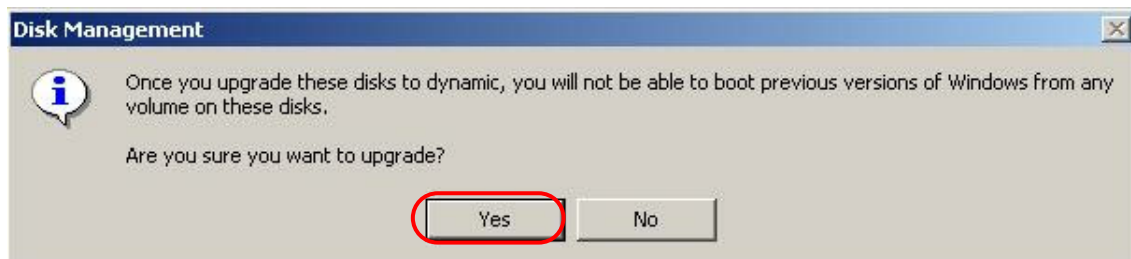 Disk Management
Once you upgrade these disks to dynamic, you will not be able to boot previous versions of Windows from any
volume on these disks.
Are you sure you want to upgrade?
Yes No